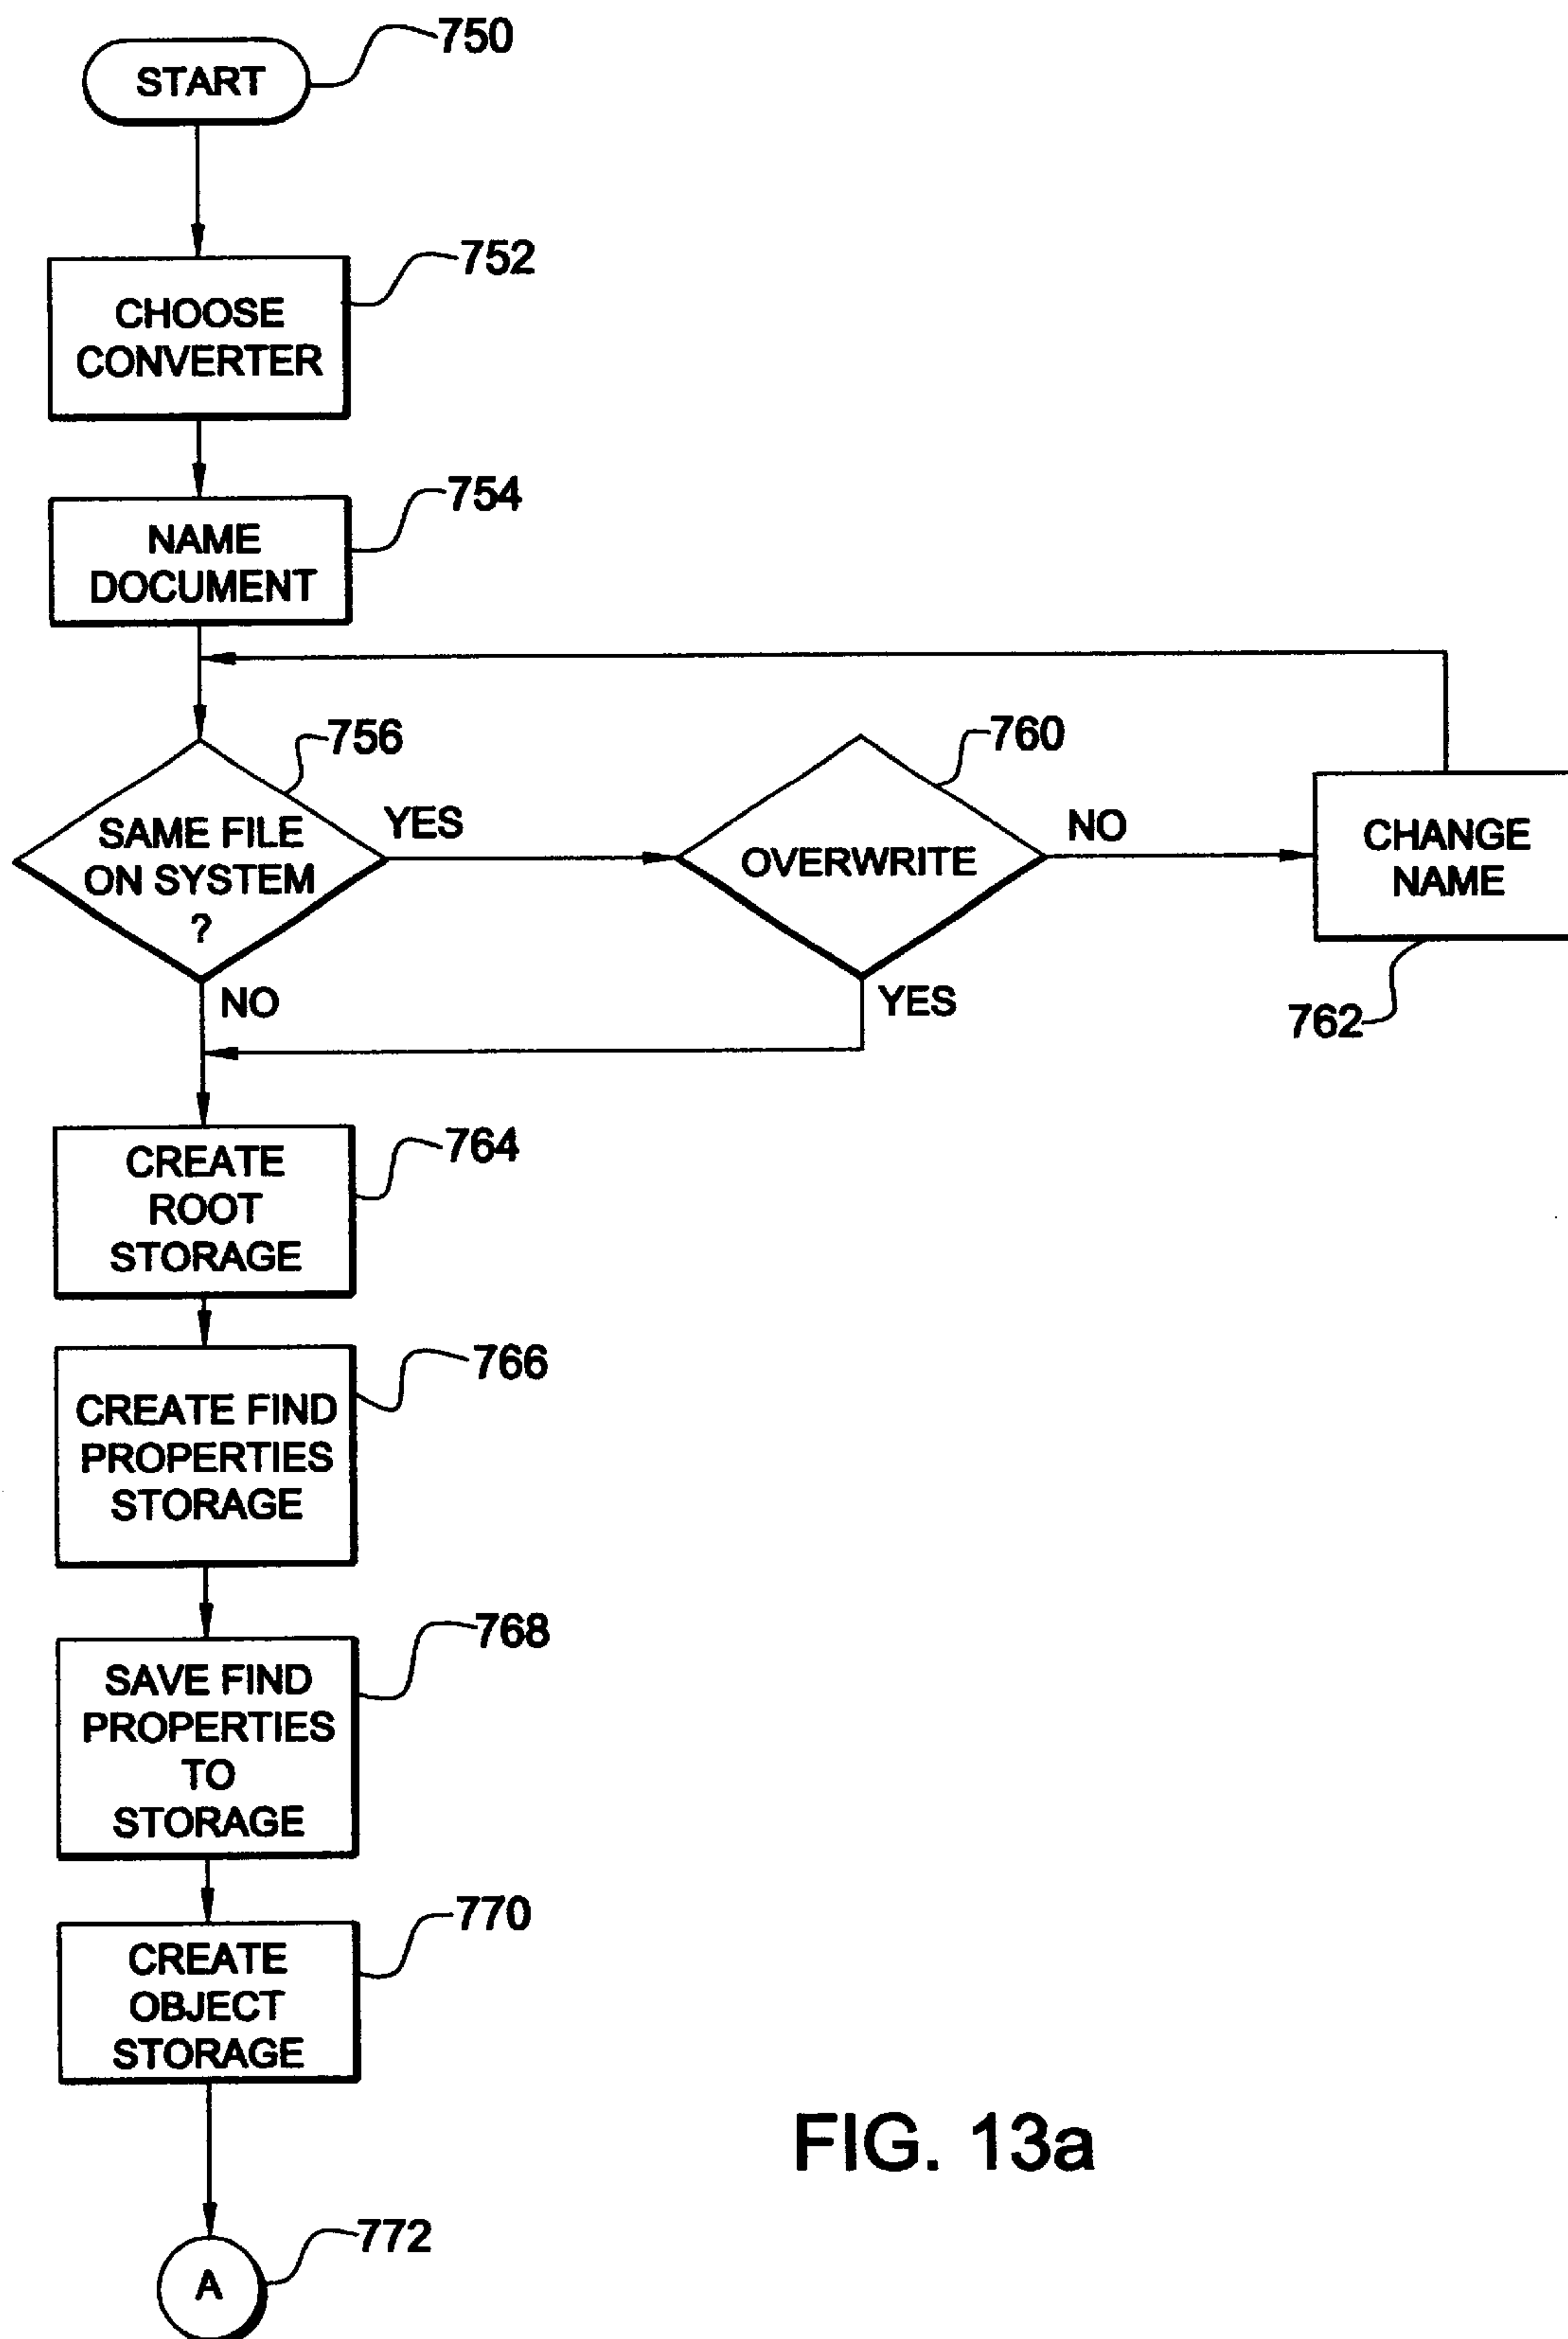 750
START
752
CHOOSE
CONVERTER
754
NAME
DOCUMENT
756
SAME FILE
ON SYSTEM
?
YES
NO
760
OVERWRITE
NO
YES
CHANGE
NAME
762
764
CREATE
ROOT
STORAGE
766
CREATE FIND
PROPERTIES
STORAGE
768
SAVE FIND
PROPERTIES
TO
STORAGE
770
CREATE
OBJECT
STORAGE
772
A
FIG. 13a